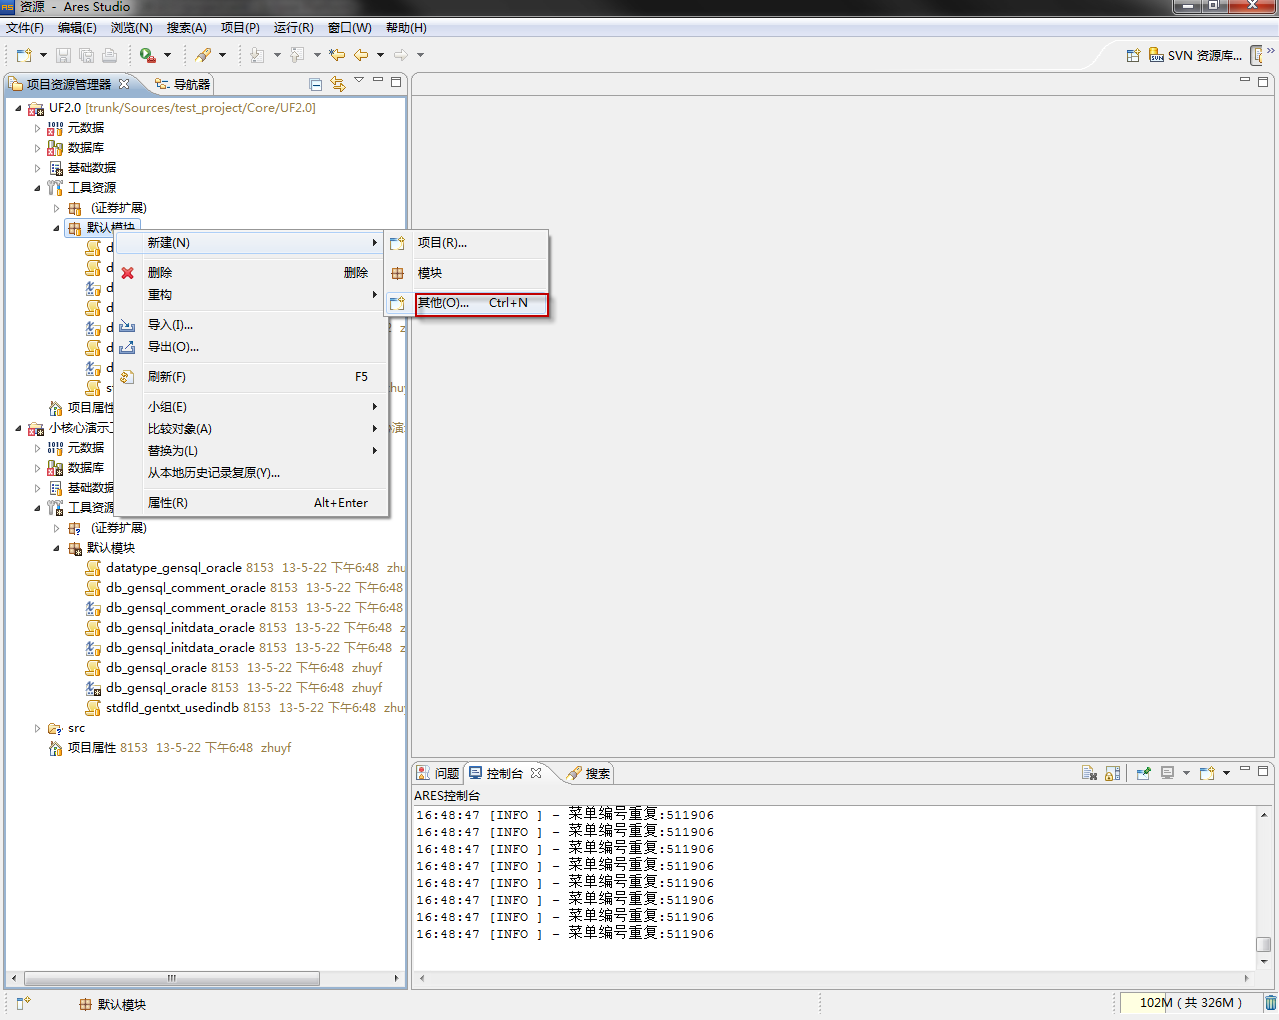 资源 - Ares Studio
文件(F) 编辑(E) 浏览(N) 搜索(A) 项目(P) 运行(R) 窗口(W) 帮助(H)
SVN 资源库...
项目资源管理器 导航器
UF2.0 [trunk/Sources/test_project/Core/UF2.0]
元数据
数据库
基础数据
工具资源
(证券扩展)
默认模块
新建(N)
项目(R)...
删除 删除
模块
重构
其他(O)... Ctrl+N
导入(I)...
导出(O)...
刷新(F) F5
项目属性
小组(E)
小核心演示
比较对象(A)
元数据
替换为(L)
数据库
从本地历史记录复原(Y)...
基础数据
属性(R) Alt+Enter
工具资源
(证券扩展)
默认模块
datatype_gensql_oracle 8153 13-5-22 下午6:48 zhu
db_gensql_comment_oracle 8153 13-5-22 下午6:48
db_gensql_comment_oracle 8153 13-5-22 下午6:48
db_gensql_initdata_oracle 8153 13-5-22 下午6:48 z
db_gensql_initdata_oracle 8153 13-5-22 下午6:48 z
db_gensql_oracle 8153 13-5-22 下午6:48 zhuyf
db_gensql_oracle 8153 13-5-22 下午6:48 zhuyf
stdfld_gentxt_usedindb 8153 13-5-22 下午6:48 zhu
src
项目属性 8153 13-5-22 下午6:48 zhuyf
问题 控制台 搜索
ARES控制台
16:48:47 [INFO ] - 菜单编号重复:511906
16:48:47 [INFO ] - 菜单编号重复:511906
16:48:47 [INFO ] - 菜单编号重复:511906
16:48:47 [INFO ] - 菜单编号重复:511906
16:48:47 [INFO ] - 菜单编号重复:511906
16:48:47 [INFO ] - 菜单编号重复:511906
16:48:47 [INFO ] - 菜单编号重复:511906
16:48:47 [INFO ] - 菜单编号重复:511906
默认模块
102M ( 共 326M )